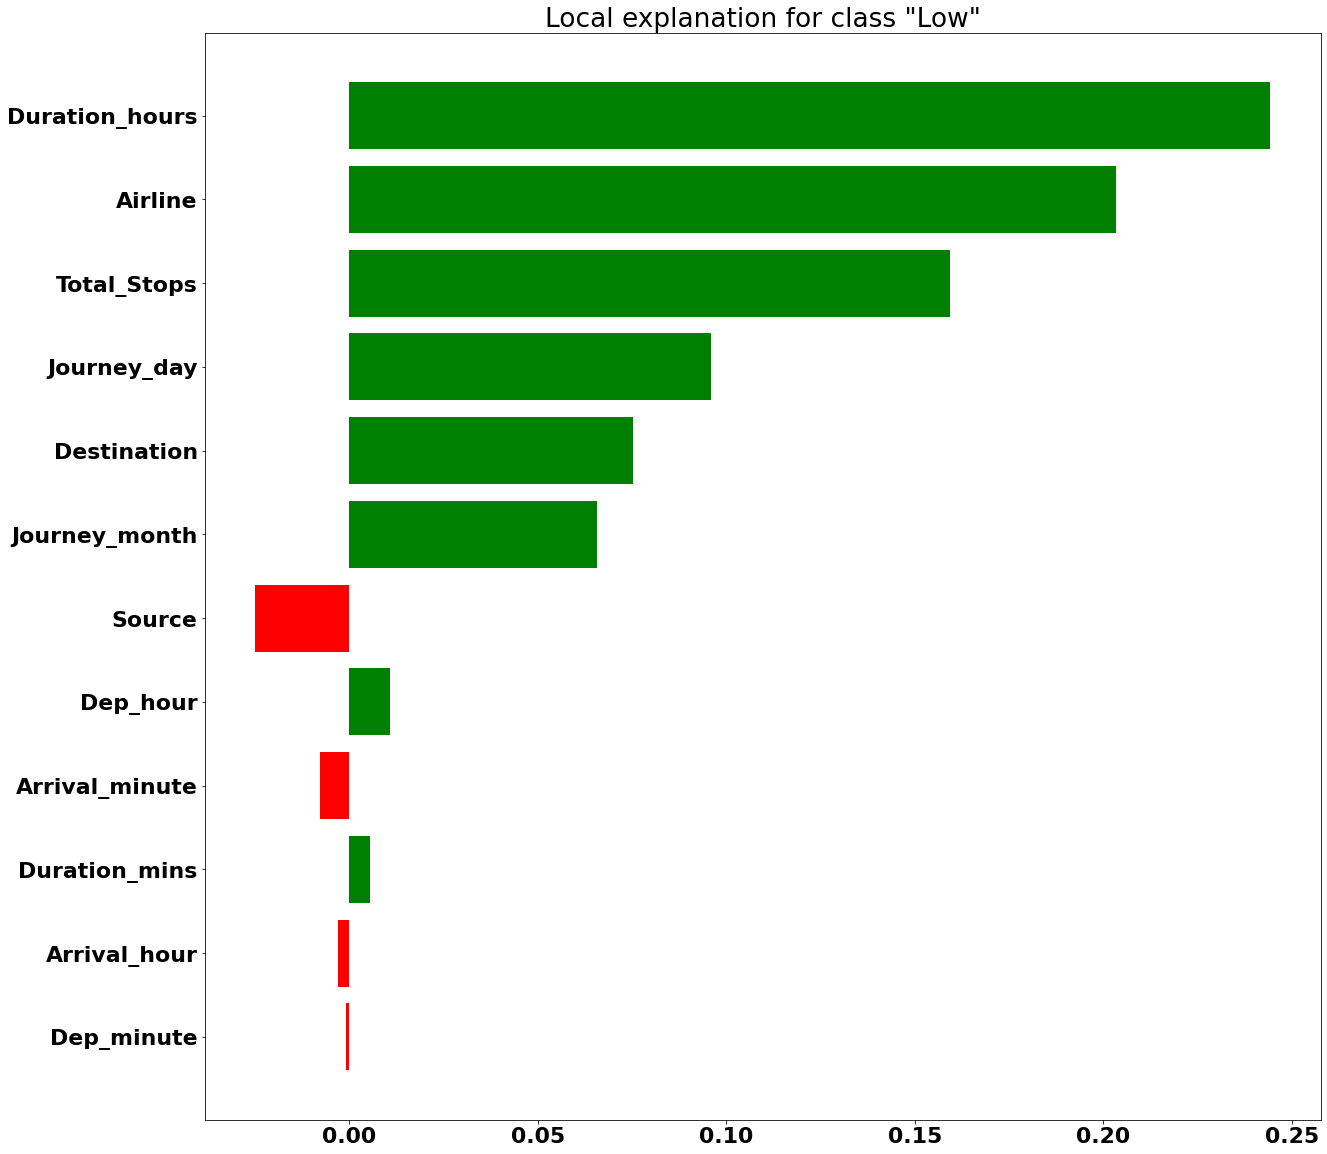 Local explanation for class "Low"
Duration_hours
Airline
Total_Stops
Journey_day
Destination
Journey_month
Source
Dep_hour
Arrival_minute
Duration_mins
Arrival_hour
Dep_minute
0.00 0.05 0.10 0.15 0.20 0.25